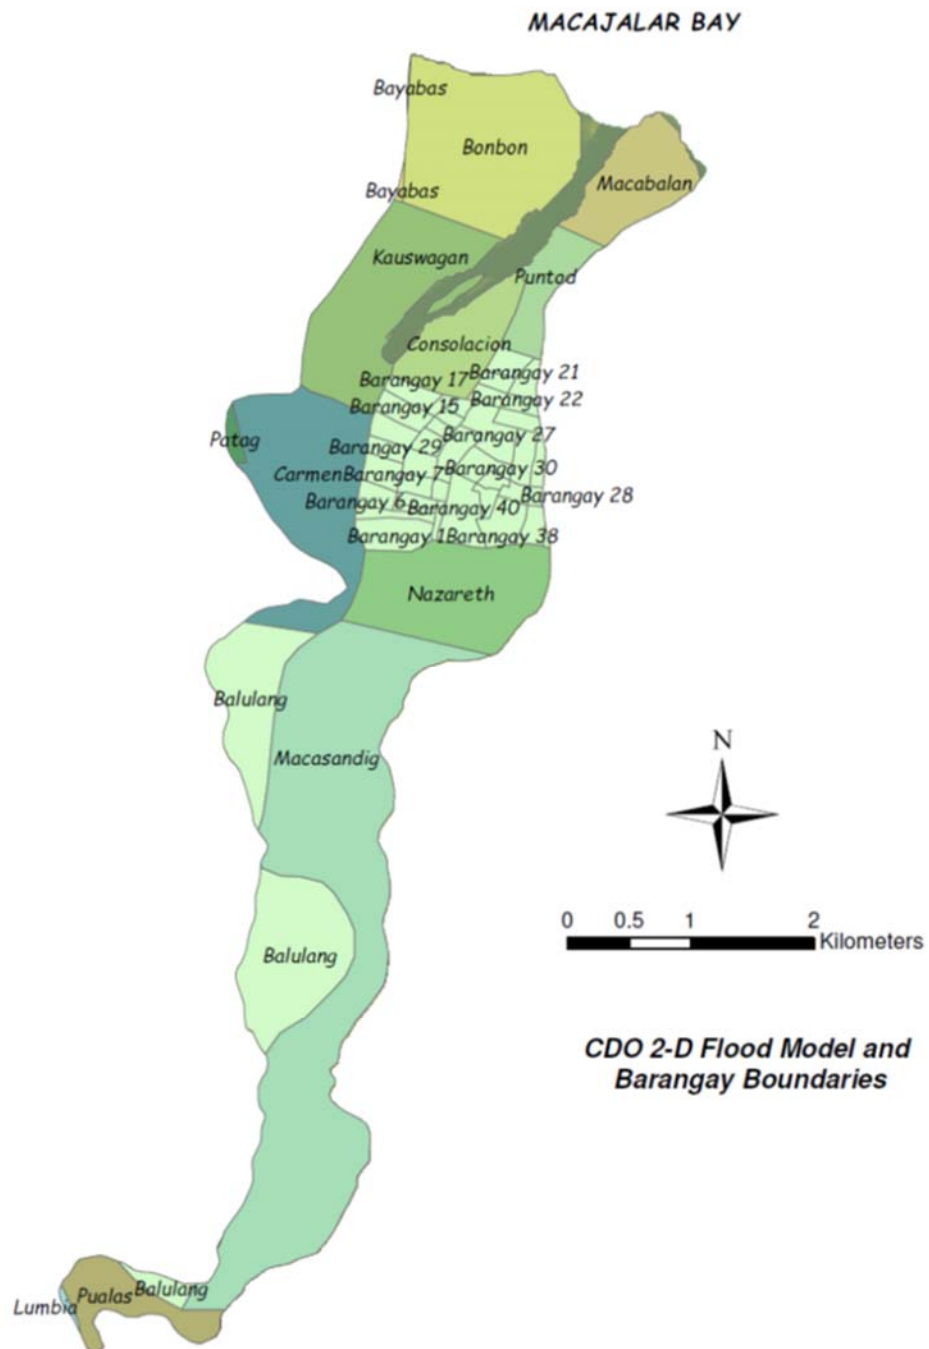 MACAJALAR BAY
Bayabas
Bonbon
Macabalan
Bayabas
Kauswagan
Puntod
Consolacion
Barangay 21
Barangay 17
Barangay 22
Barangay 15
Barangay 27
Patag
Barangay 29
Barangay 30
Carmen
Barangay 7
Barangay 28
Barangay 6
Barangay 40
Barangay 1
Barangay 38
Nazareth
Balulang
Macasandig
N
0 0.5 1 2
Kilometers
Balulang
CDO 2-D Flood Model and
Barangay Boundaries
Balulang
Pualas
Lumbia